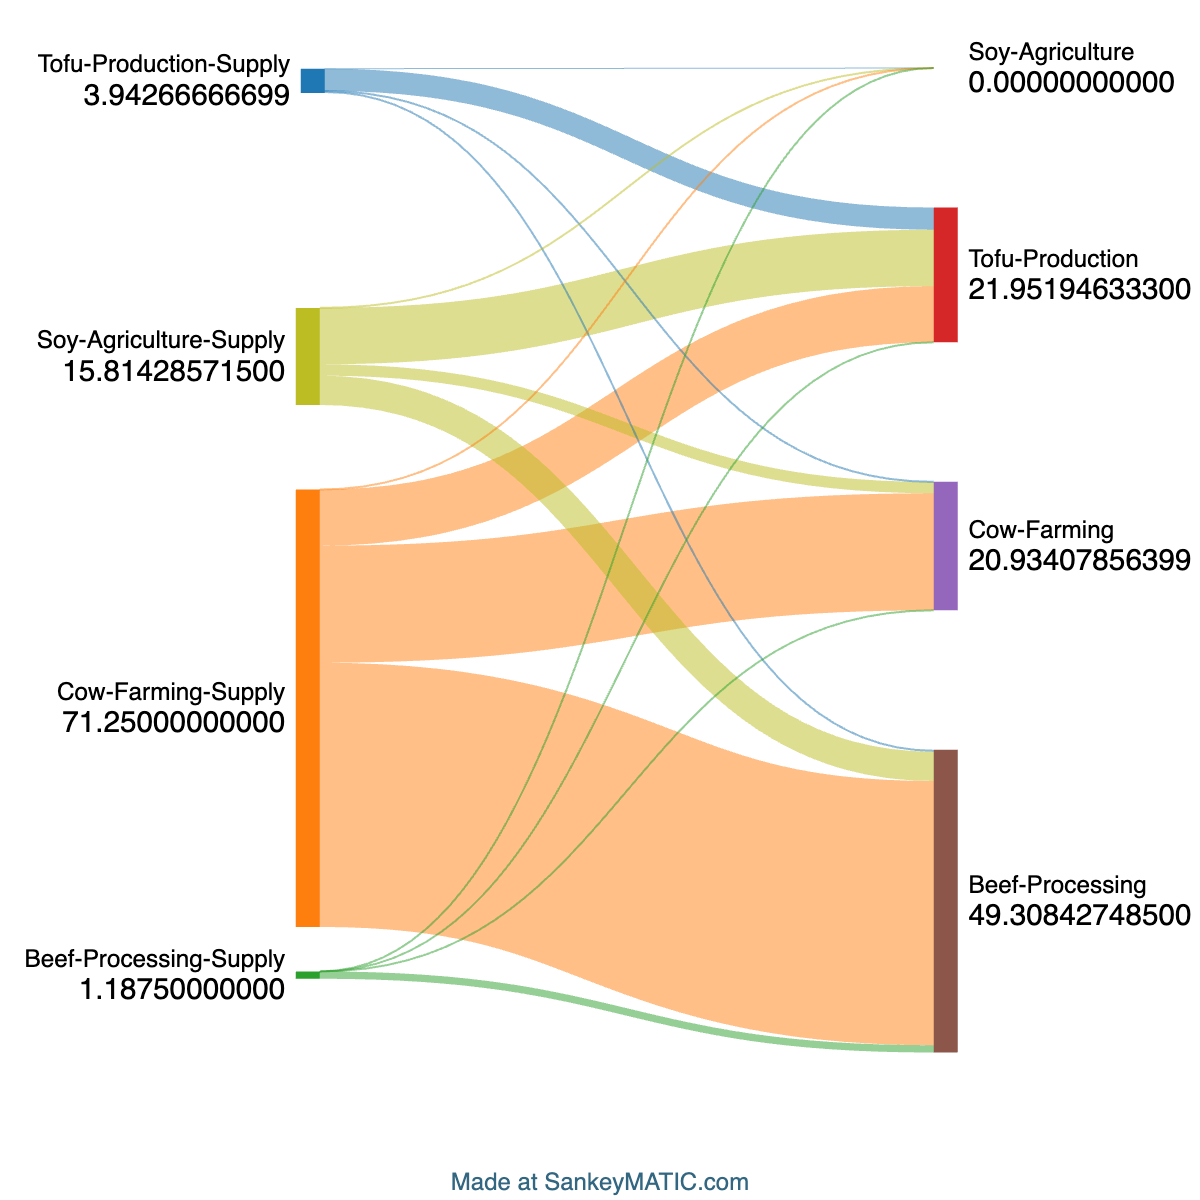 Tofu-Production-Supply
3.94266666699
Soy-Agriculture-Supply
15.81428571500
Cow-Farming-Supply
71.25000000000
Beef-Processing-Supply
1.18750000000
Soy-Agriculture
0.00000000000
Tofu-Production
21.95194633300
Cow-Farming
20.93407856399
Beef-Processing
49.30842748500
Made at SankeyMATIC.com